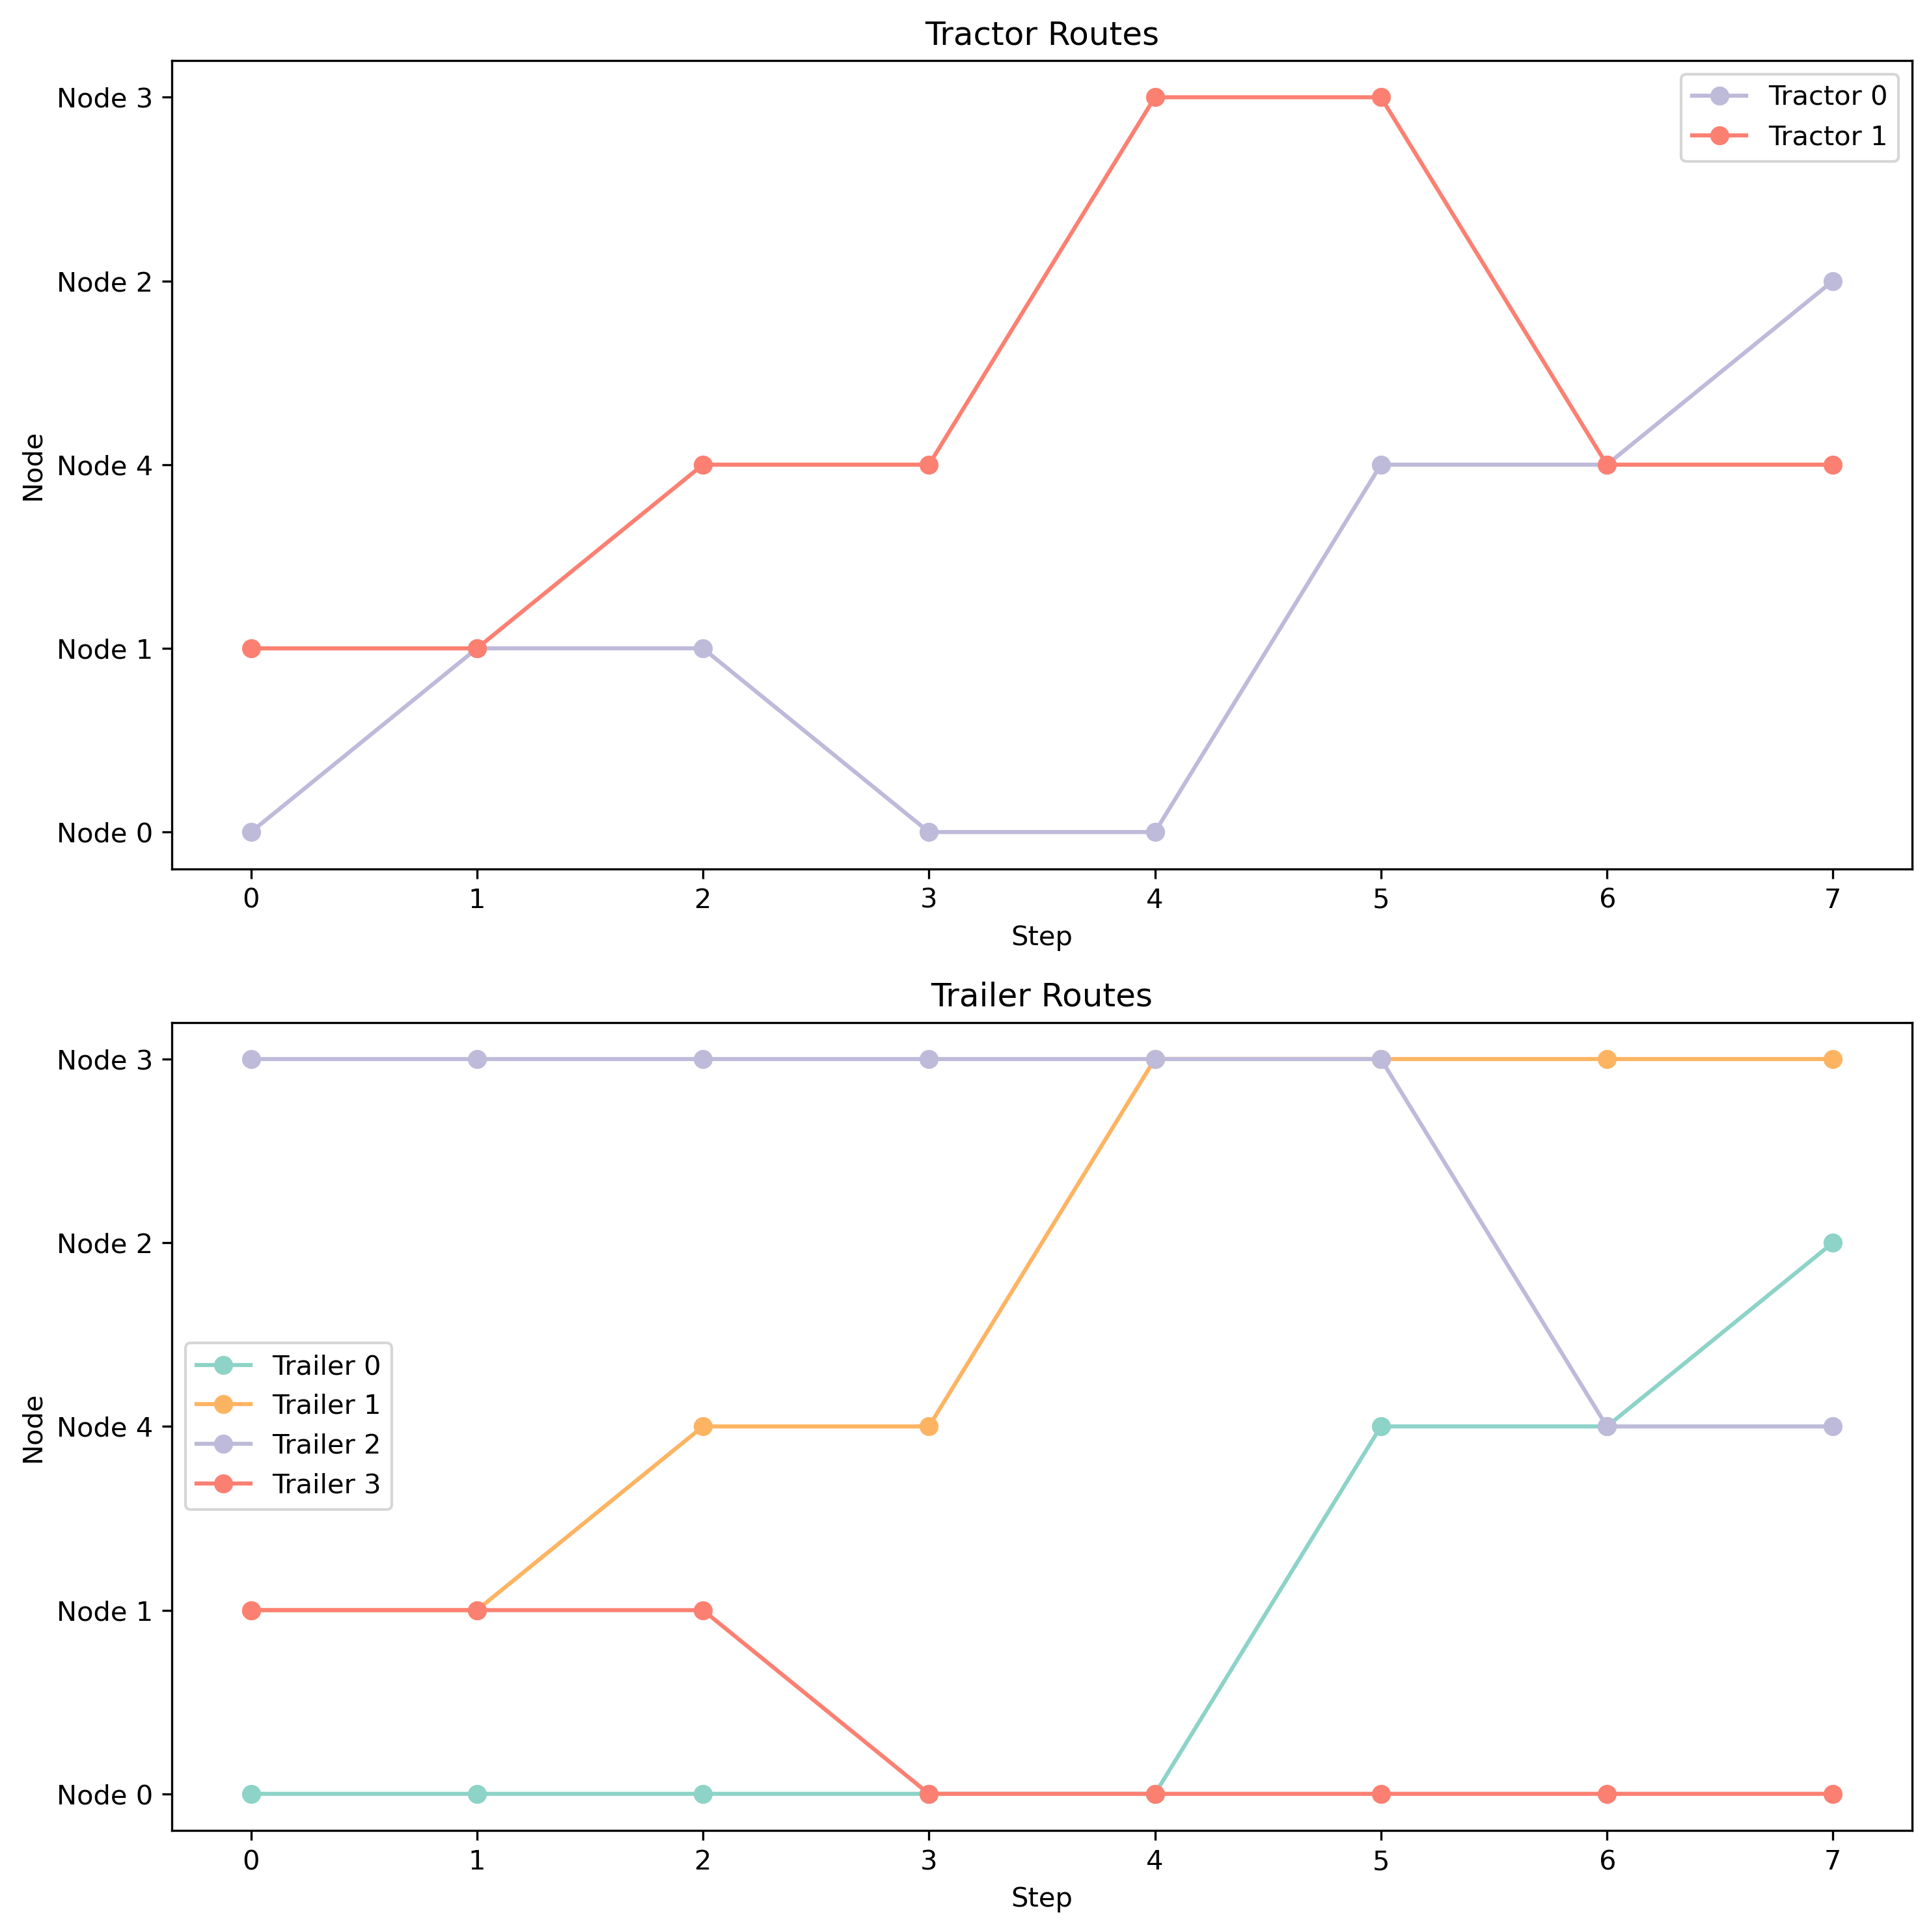 Tractor Routes
Node 3
Node 2
Node 4
Node 1
Node 0
Node
Tractor 0
Tractor 1
0 1 2 3 4 5 6 7
Step
Trailer Routes
Node 3
Node 2
Node 4
Node 1
Node 0
Node
Trailer 0
Trailer 1
Trailer 2
Trailer 3
0 1 2 3 4 5 6 7
Step